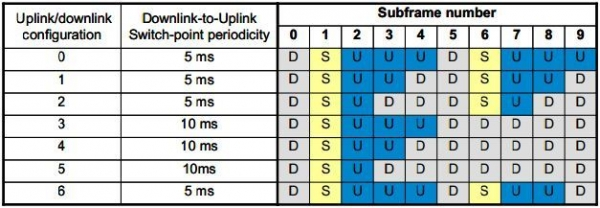 Uplink/downlink configuration Downlink-to-Uplink Switch-point periodicity Subframe number
0 1 2 3 4 5 6 7 8 9
0 5 ms D S U U U D S U U U
1 5 ms D S U U D D S U U D
2 5 ms D S U D D D S U D D
3 10 ms D S U U U D D D D D
4 10 ms D S U U D D D D D D
5 10ms D S U D D D D D D D
6 5 ms D S U U U D S U U D